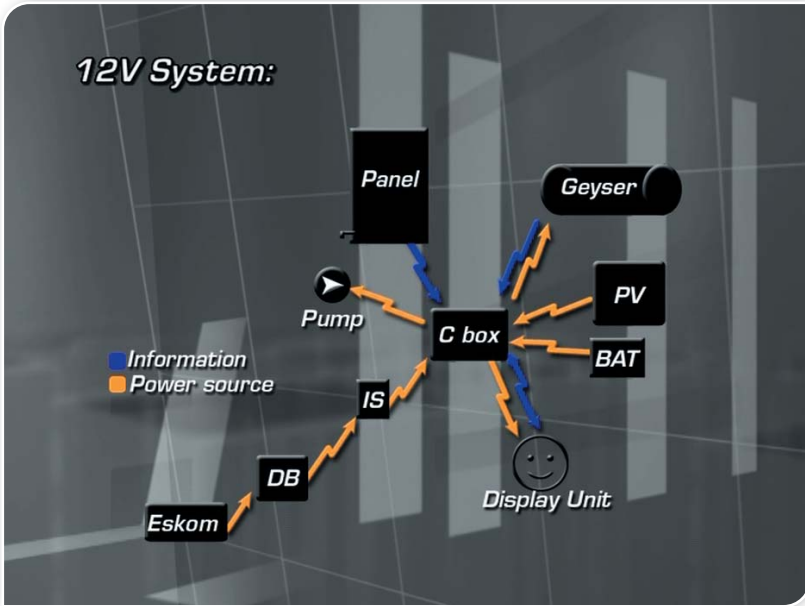 12V System:
Panel
Geyser
PV
Pump
C box
BAT
Information
Power source
IS
DB
Display Unit
Eskom